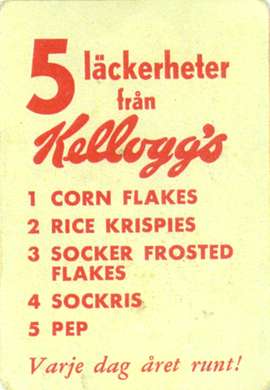 5 läckerheter
från
Kellogg's
1 CORN FLAKES
2 RICE KRISPIES
3 SOCKER FROSTED
FLAKES
4 SOCKRIS
5 PEP
Varje dag året runt!